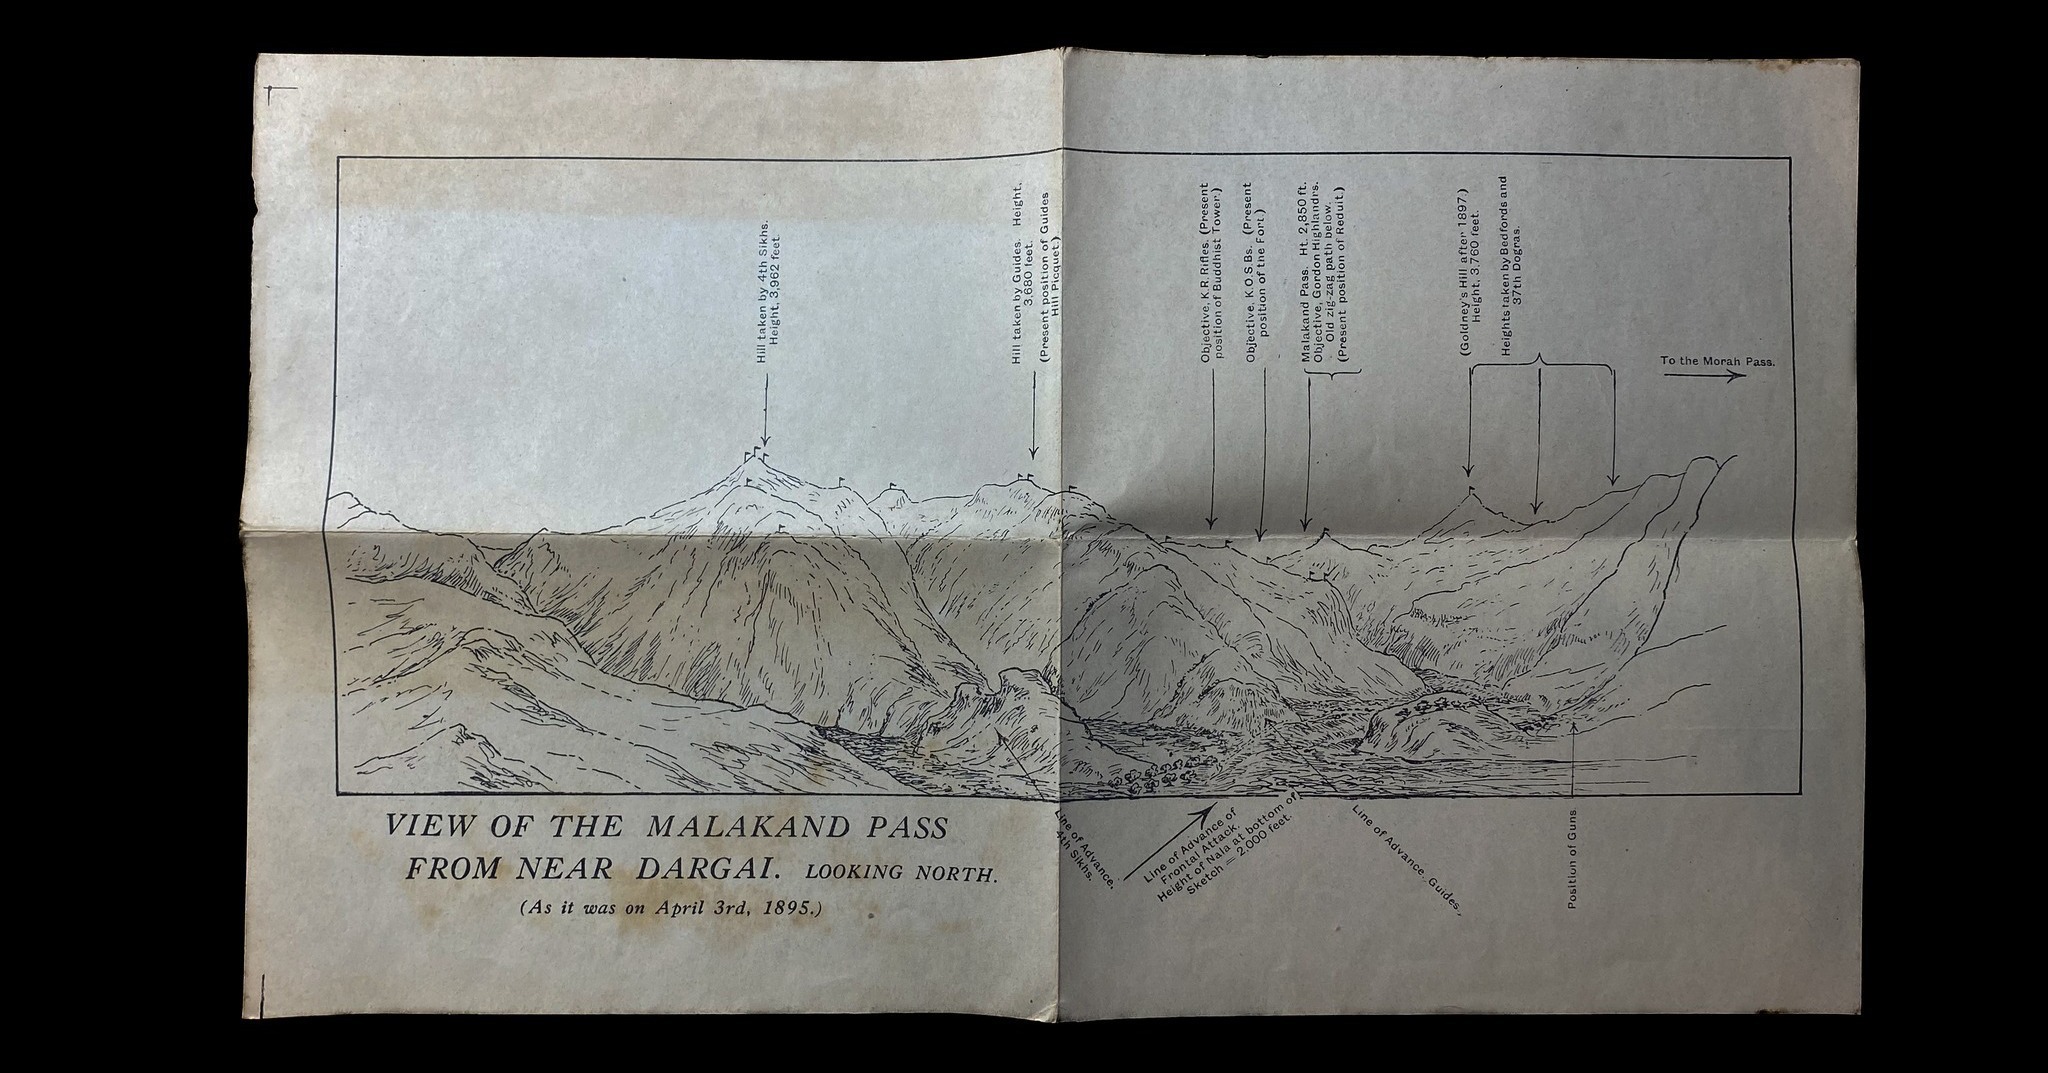 Hill taken by 4th Sikhs.
Height, 3,962 feet.
Hill taken by Guides. Height,
3,680 feet.
(Present position of Guides
Hill Picquet.)
Objective, K.R.Rifles. (Present
position of Buddhist Tower.)
Objective, K.O.S.Bs. (Present
position of the Fort.)
Malakand Pass. Ht. 2,850 ft.
Objective, Gordon Highlanders.
Old zig-zag path below.
(Present position of Reduit.)
(Goldney's Hill after 1897.)
Height, 3,760 feet.
Heights taken by Bedfords and
37th Dogras.
To the Morah Pass.
VIEW OF THE MALAKAND PASS
FROM NEAR DARGAI. LOOKING NORTH.
(As it was on April 3rd, 1895.)
Line of Advance.
4th Sikhs.
Line of Advance of
Frontal Attack.
Height of Nala at bottom of
Sketch = 2,000 feet.
Line of Advance, Guides,
Position of Guns.